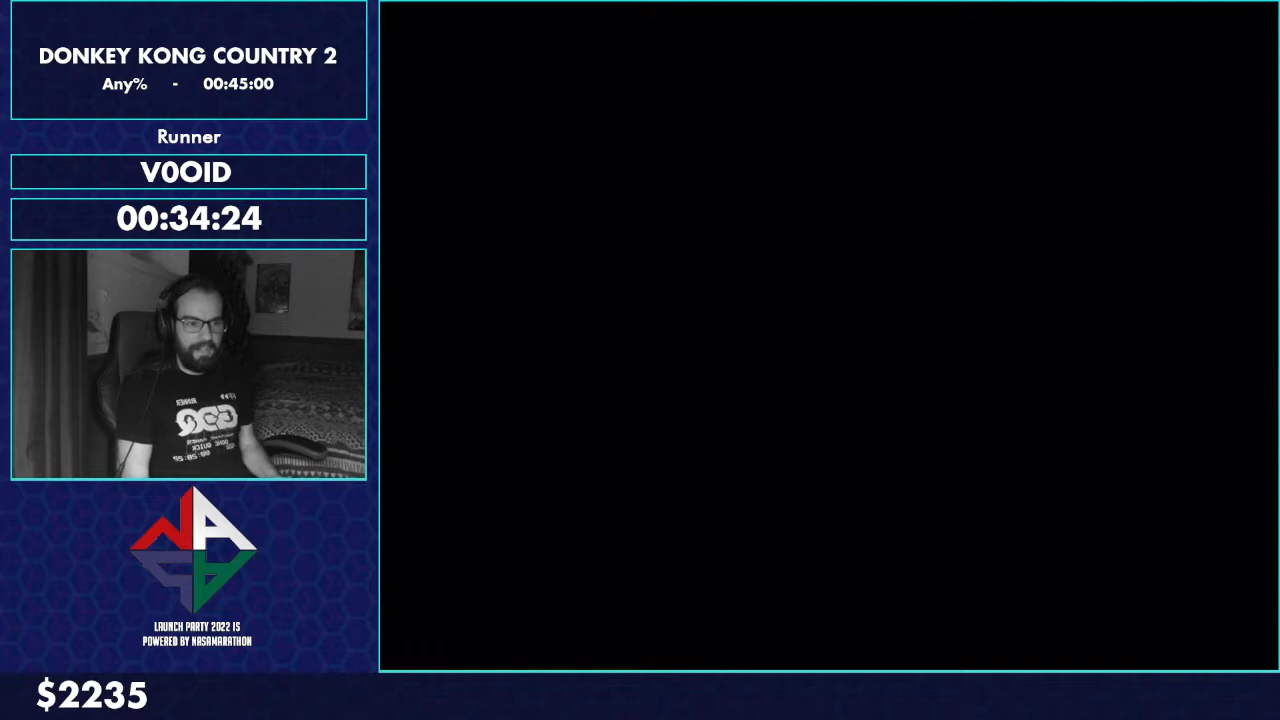 DONKEY KONG COUNTRY 2
Any% - 00:45:00
Runner
V0OID
00:34:24
LAUNCH PARTY 2022 IS
POWERED BY NASAMARATHON
$2235